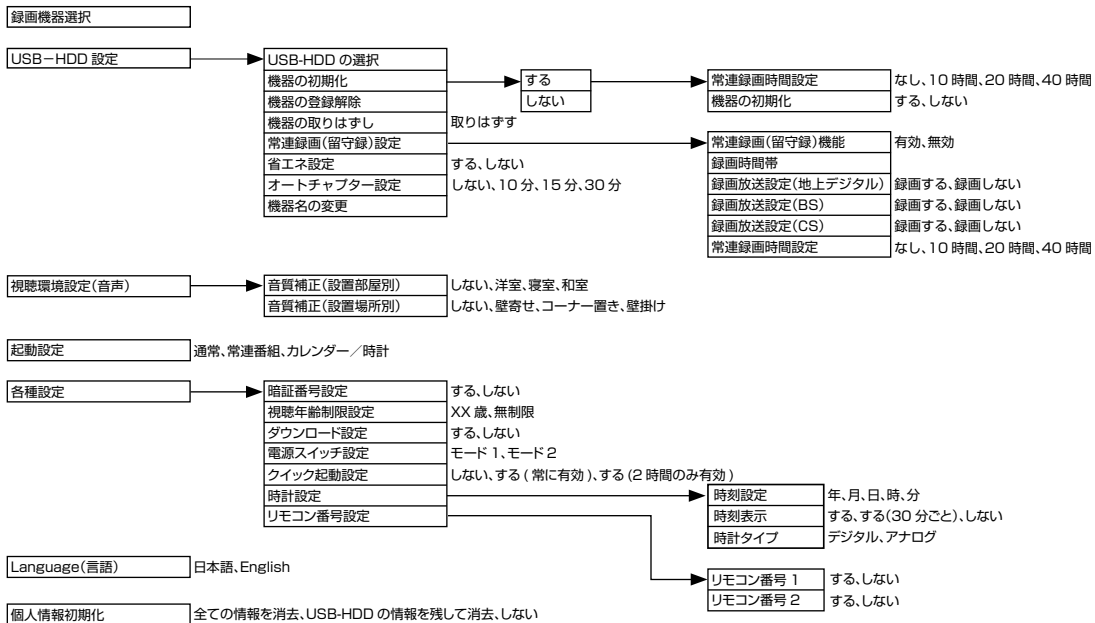 録画機器選択
USB－HDD 設定
USB-HDD の選択
機器の初期化
する
常連録画時間設定 なし、10 時間、20 時間、40 時間
しない
機器の初期化 する、しない
機器の登録解除
機器の取りはずし 取りはずす
常連録画(留守録)設定
常連録画(留守録)機能 有効、無効
録画時間帯
録画放送設定(地上デジタル) 録画する、録画しない
録画放送設定(BS) 録画する、録画しない
録画放送設定(CS) 録画する、録画しない
常連録画時間設定 なし、10 時間、20 時間、40 時間
省エネ設定 する、しない
オートチャプター設定 しない、10 分、15 分、30 分
機器名の変更
視聴環境設定(音声)
音質補正(設置部屋別) しない、洋室、寝室、和室
音質補正(設置場所別) しない、壁寄せ、コーナー置き、壁掛け
起動設定 通常、常連番組、カレンダー／時計
各種設定
暗証番号設定 する、しない
視聴年齢制限設定 XX 歳、無制限
ダウンロード設定 する、しない
電源スイッチ設定 モード 1、モード 2
クイック起動設定 しない、する ( 常に有効 )、する (2 時間のみ有効 )
時計設定
時刻設定 年、月、日、時、分
時刻表示 する、する(30 分ごと)、しない
時計タイプ デジタル、アナログ
リモコン番号設定
リモコン番号 1 する、しない
リモコン番号 2 する、しない
Language(言語) 日本語、English
個人情報初期化 全ての情報を消去、USB-HDD の情報を残して消去、しない